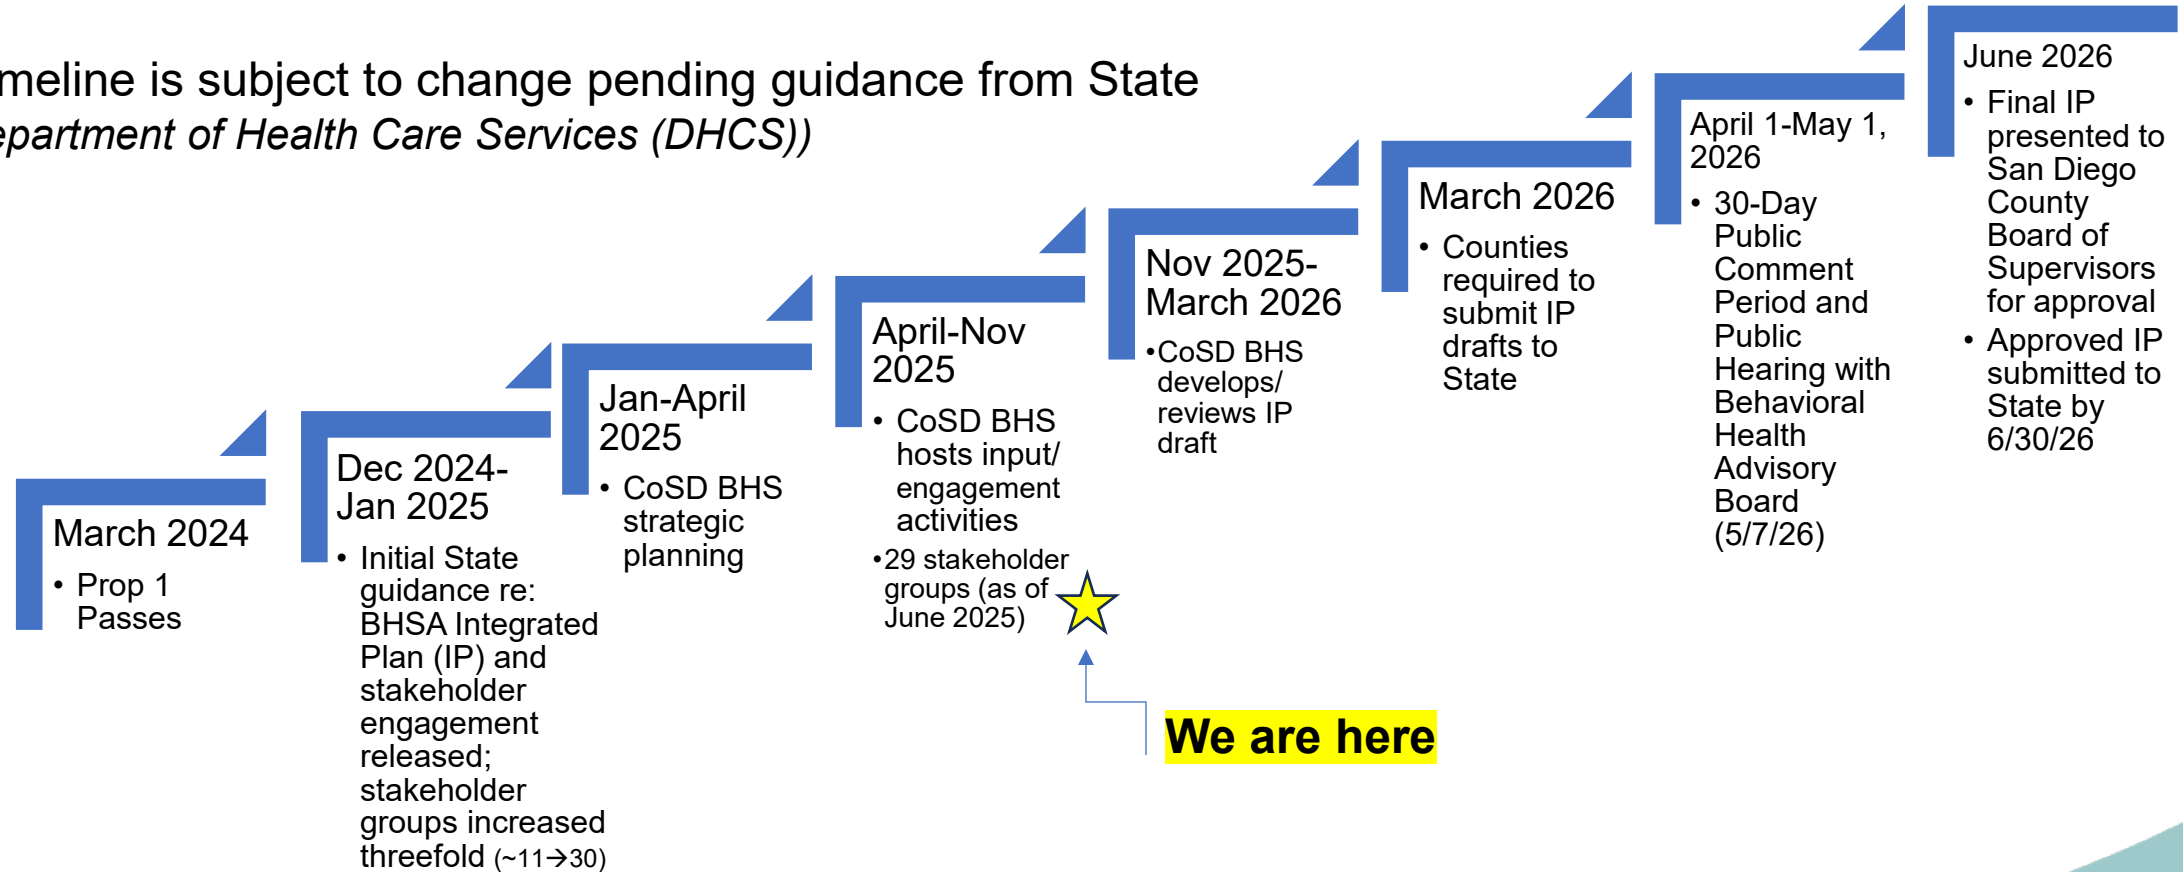 meline is subject to change pending guidance from State
epartment of Health Care Services (DHCS))
March 2024
• Prop 1
Passes
Dec 2024-
Jan 2025
• Initial State
guidance re:
BHSA Integrated
Plan (IP) and
stakeholder
engagement
released;
stakeholder
groups increased
threefold (~11→30)
Jan-April
2025
• CoSD BHS
strategic
planning
April-Nov
2025
• CoSD BHS
hosts input/
engagement
activities
•29 stakeholder
groups (as of
June 2025)
We are here
Nov 2025-
March 2026
•CoSD BHS
develops/
reviews IP
draft
March 2026
• Counties
required to
submit IP
drafts to
State
April 1-May 1,
2026
• 30-Day
Public
Comment
Period and
Public
Hearing with
Behavioral
Health
Advisory
Board
(5/7/26)
June 2026
• Final IP
presented to
San Diego
County
Board of
Supervisors
for approval
• Approved IP
submitted to
State by
6/30/26